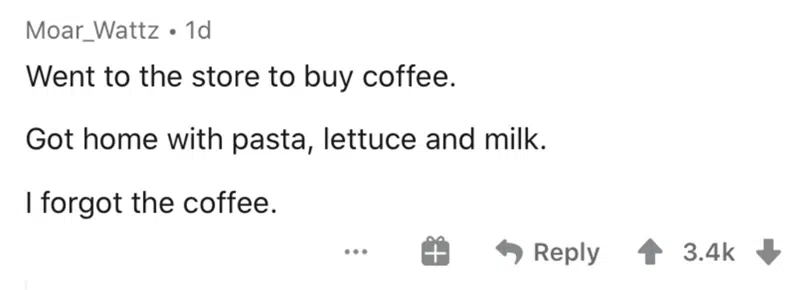 Moar_Wattz • 1d
Went to the store to buy coffee.
Got home with pasta, lettuce and milk.
I forgot the coffee.
... Reply 3.4k